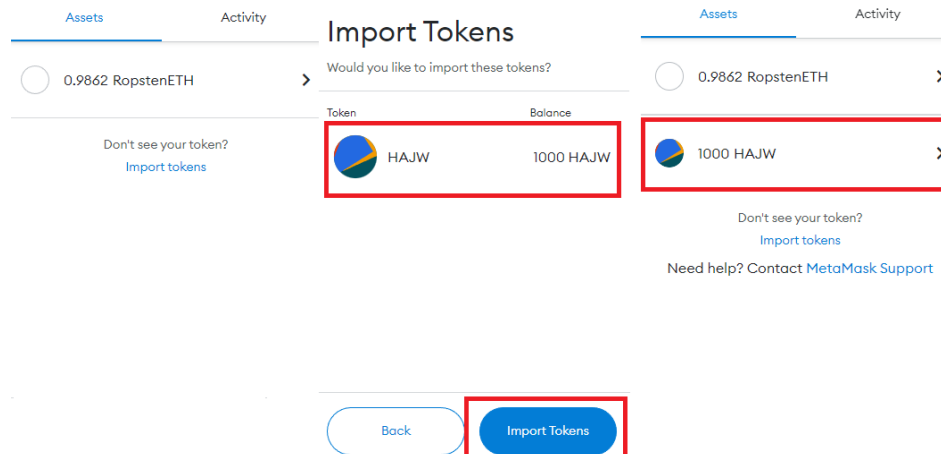 Assets Activity
0.9862 RopstenETH
Don't see your token?
Import tokens
Import Tokens
Would you like to import these tokens?
Token Balance
HAJW 1000 HAJW
Back Import Tokens
Assets Activity
0.9862 RopstenETH
1000 HAJW
Don't see your token?
Import tokens
Need help? Contact MetaMask Support